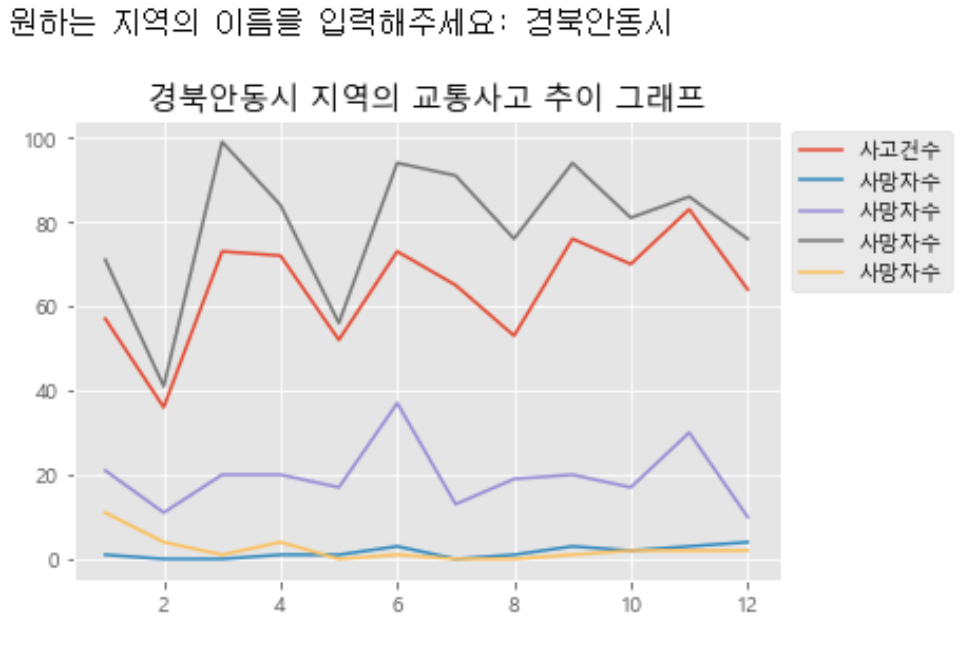 원하는 지역의 이름을 입력해주세요: 경북안동시
경북안동시 지역의 교통사고 추이 그래프
100
80
60
40
20
0
2 4 6 8 10 12
사고건수
사망자수
사망자수
사망자수
사망자수